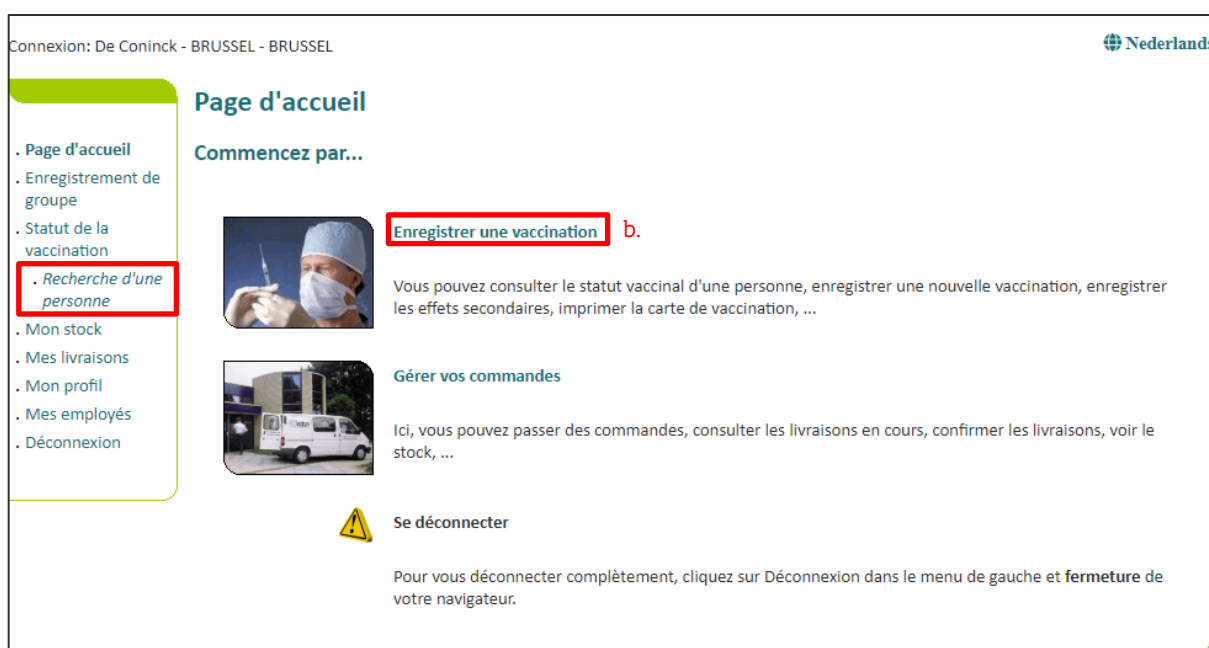 Connexion: De Coninck - BRUSSEL - BRUSSEL
Nederlands
. Page d'accueil
. Enregistrement de
groupe
. Statut de la
vaccination
. Recherche d'une
personne
. Mon stock
. Mes livraisons
. Mon profil
. Mes employés
. Déconnexion
Page d'accueil
Commencez par...
Enregistrer une vaccination
b.
Vous pouvez consulter le statut vaccinal d'une personne, enregistrer une nouvelle vaccination, enregistrer
les effets secondaires, imprimer la carte de vaccination, ...
Gérer vos commandes
Ici, vous pouvez passer des commandes, consulter les livraisons en cours, confirmer les livraisons, voir le
stock, ...
Se déconnecter
Pour vous déconnecter complètement, cliquez sur Déconnexion dans le menu de gauche et fermeture de
votre navigateur.